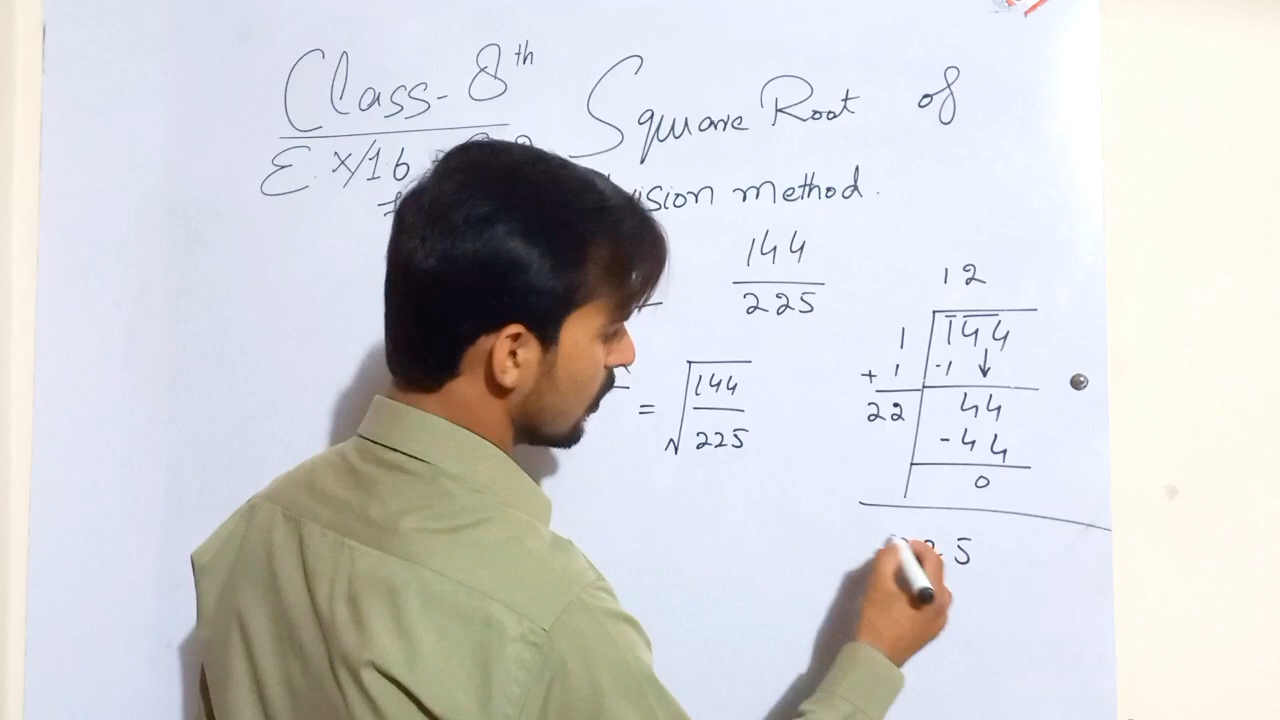 Class-8th Square Root of
Ex/16
ision method.
144
225
= √144
225
12
1 144
+1 -1 ↓
22 44
-44
0
225